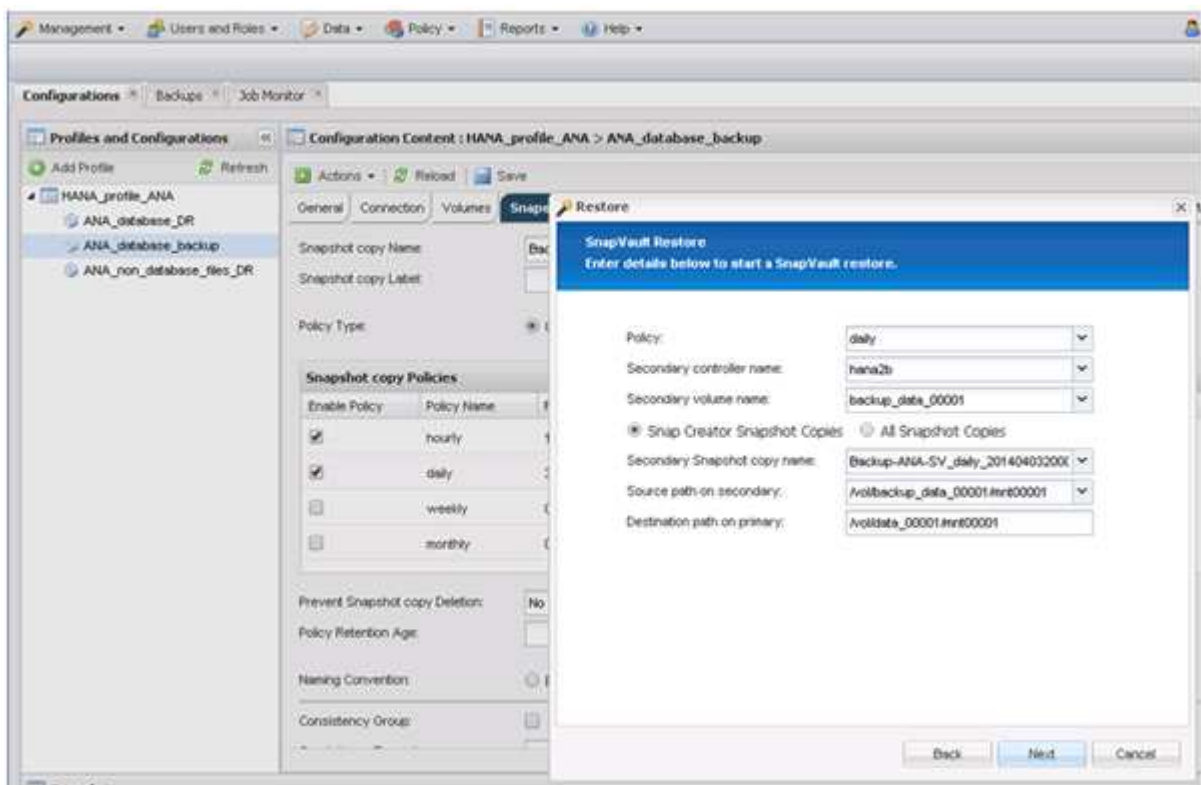 Management Users and Roles Data Policy Reports Help
Configurations Backups Job Monitor
Profiles and Configurations
Add Profile Refresh
HANA_profile_ANA
ANA_database_DR
ANA_database_backup
ANA_non_database_files_DR
Configuration Content : HANA_profile_ANA > ANA_database_backup
Actions Reload Save
General Connection Volumes
Snapshot copy Name:
Snapshot copy Label:
Policy Type:
Snapshot copy Policies
Enable Policy Policy Name
hourly
daily
weekly
monthly
Prevent Snapshot copy Deletion: No
Policy Retention Age:
Naming Convention:
Consistency Group:
Restore
SnapVault Restore
Enter details below to start a SnapVault restore.
Policy: daily
Secondary controller name: hana2b
Secondary volume name: backup_data_00001
Snap Creator Snapshot Copies All Snapshot Copies
Secondary Snapshot copy name: Backup-ANA-SV_daily_2014040320
Source path on secondary: /vol/backup_data_00001/mnt00001
Destination path on primary: /vol/data_00001/mnt00001
Back Next Cancel